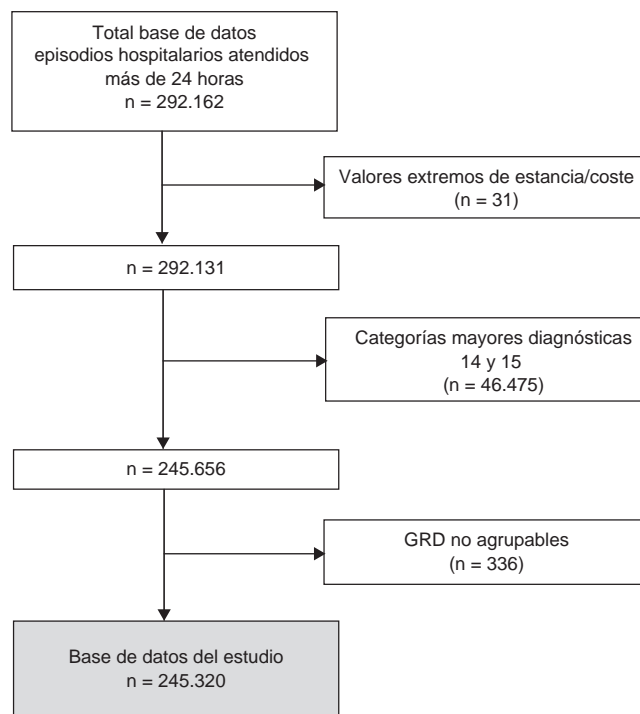 Total base de datos
episodios hospitalarios atendidos
más de 24 horas
n = 292.162
Valores extremos de estancia/coste
(n = 31)
n = 292.131
Categorías mayores diagnósticas
14 y 15
(n = 46.475)
n = 245.656
GRD no agrupables
(n = 336)
Base de datos del estudio
n = 245.320